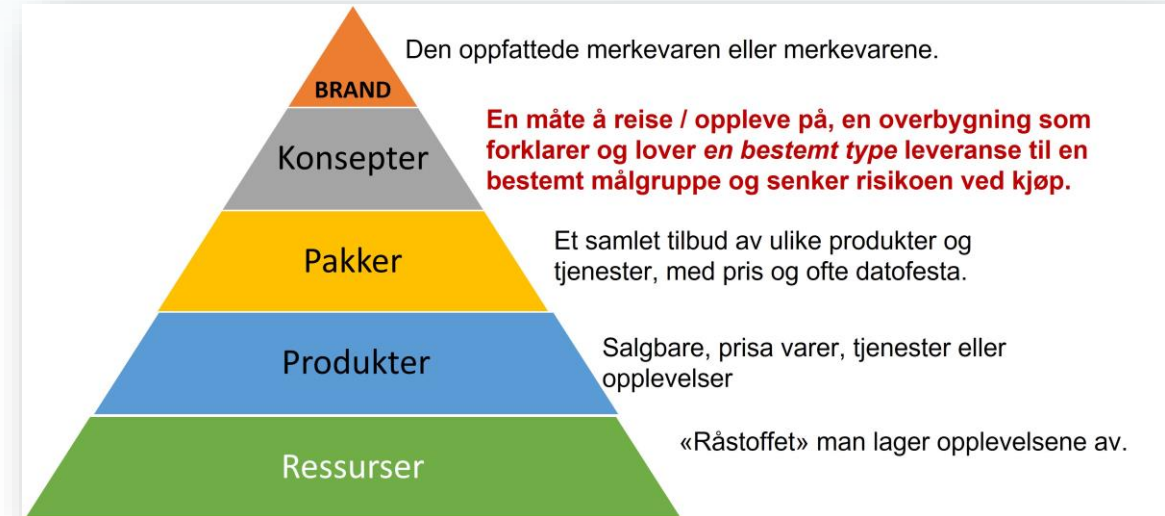 Den oppfattede merkevaren eller merkevarene.
BRAND
En måte å reise / oppleve på, en overbygning som
forklarer og lover en bestemt type leveranse til en
bestemt målgruppe og senker risikoen ved kjøp.
Konsepter
Et samlet tilbud av ulike produkter og
tjenester, med pris og ofte datofesta.
Pakker
Salgbare, prisa varer, tjenester eller
opplevelser
Produkter
«Råstoffet» man lager opplevelsene av.
Ressurser